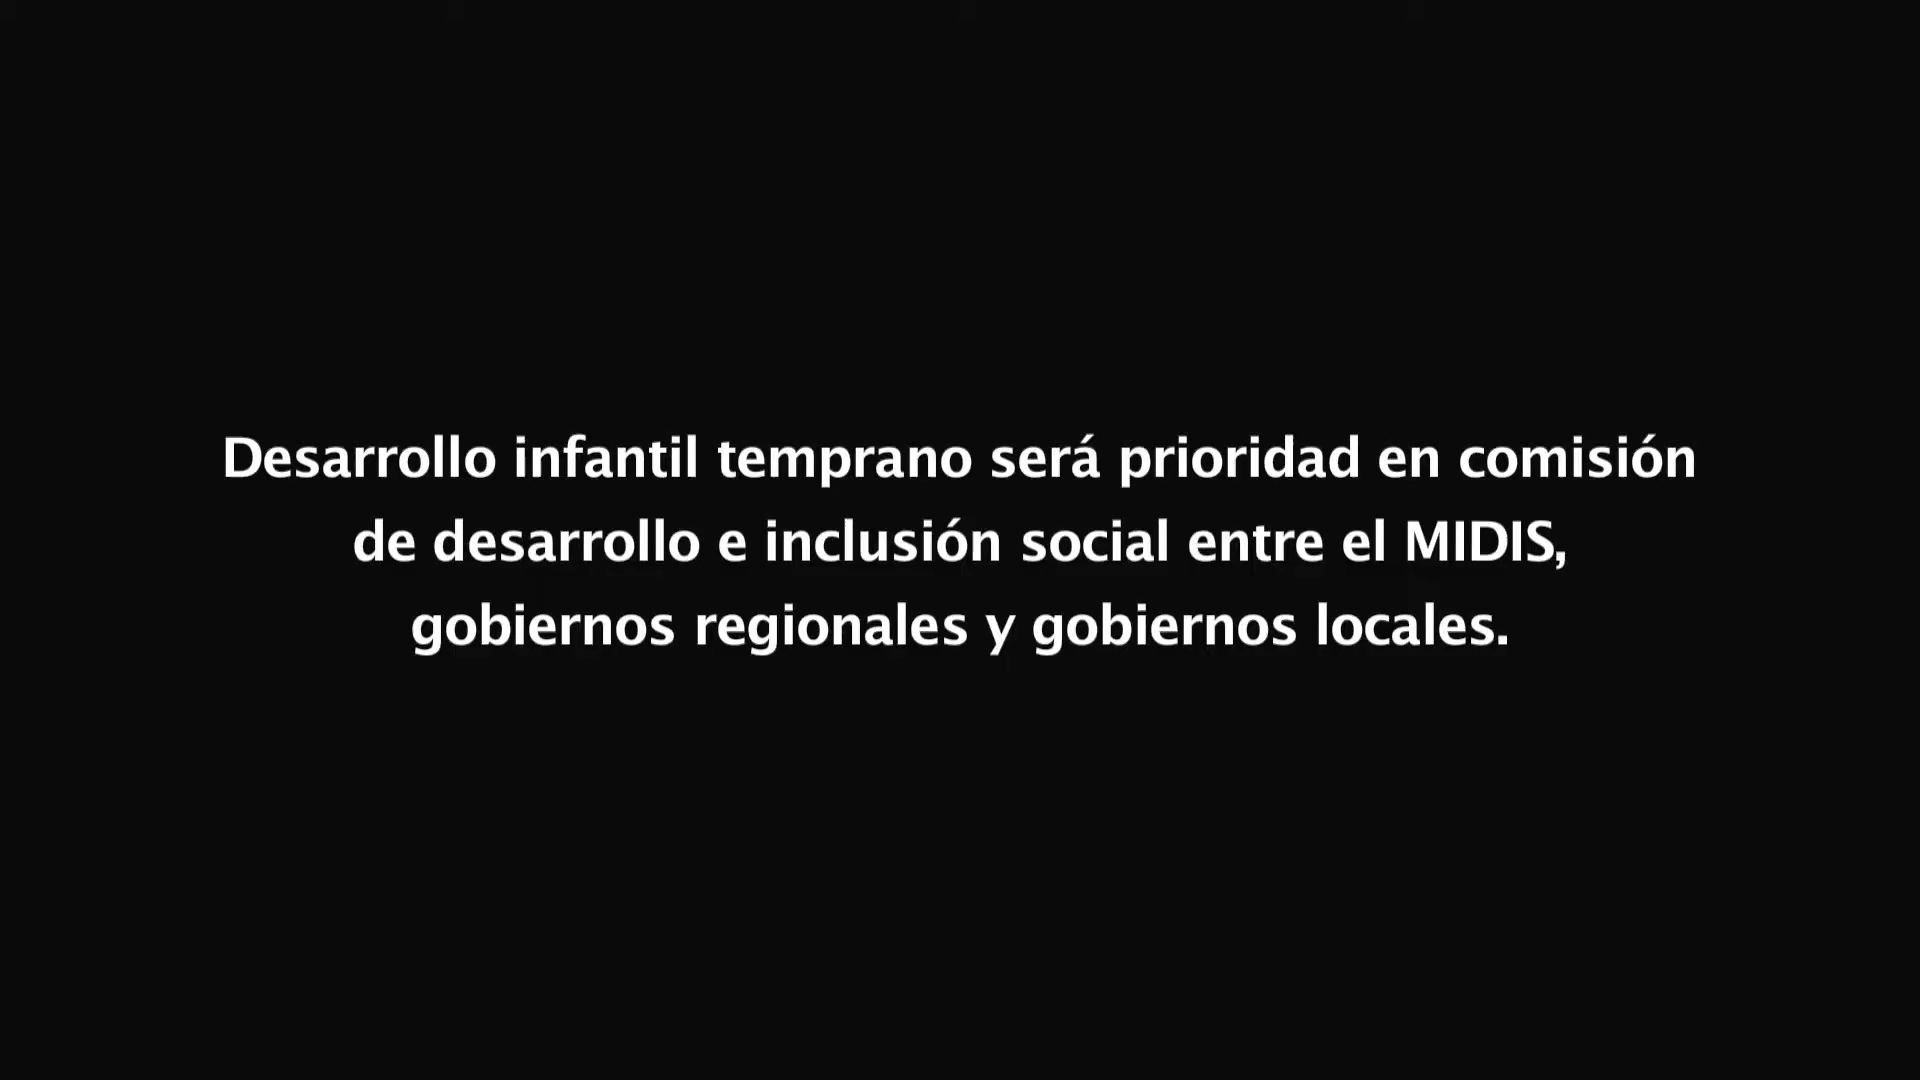 Desarrollo infantil temprano será prioridad en comisión
de desarrollo e inclusión social entre el MIDIS,
gobiernos regionales y gobiernos locales.